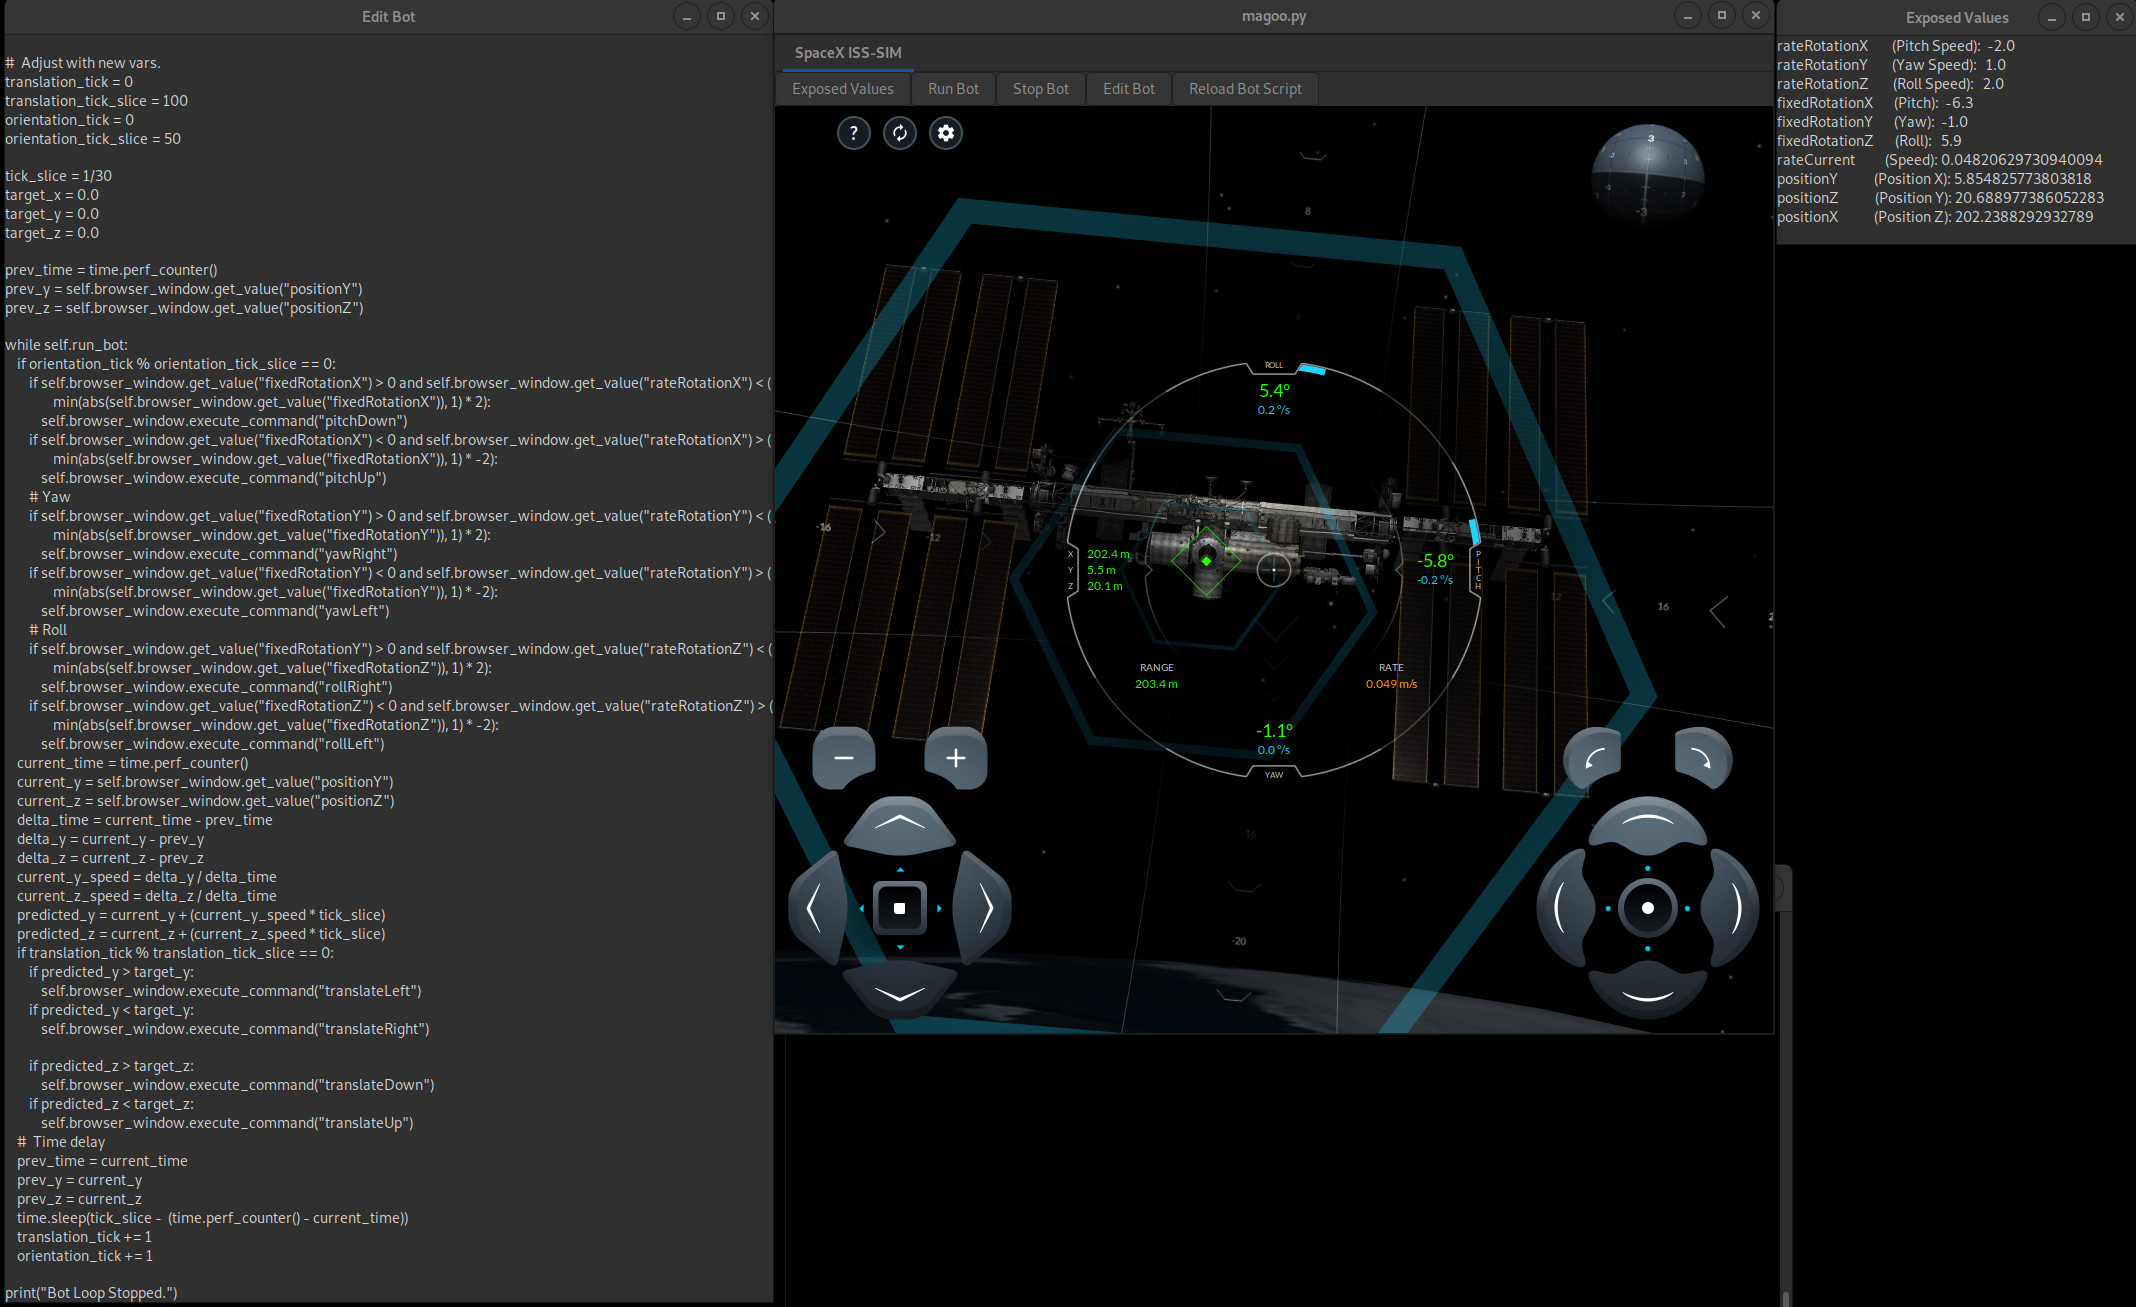 Edit Bot
# Adjust with new vars.
translation_tick = 0
translation_tick_slice = 100
orientation_tick = 0
orientation_tick_slice = 50
tick_slice = 1/30
target_x = 0.0
target_y = 0.0
target_z = 0.0
prev_time = time.perf_counter()
prev_y = self.browser_window.get_value("positionY")
prev_z = self.browser_window.get_value("positionZ")
while self.run_bot:
if orientation_tick % orientation_tick_slice == 0:
if self.browser_window.get_value("fixedRotationX") > 0 and self.browser_window.get_value("rateRotationX") < (
min(abs(self.browser_window.get_value("fixedRotationX")), 1) * 2):
self.browser_window.execute_command("pitchDown")
if self.browser_window.get_value("fixedRotationX") < 0 and self.browser_window.get_value("rateRotationX") > (
min(abs(self.browser_window.get_value("fixedRotationX")), 1) * -2):
self.browser_window.execute_command("pitchUp")
# Yaw
if self.browser_window.get_value("fixedRotationY") > 0 and self.browser_window.get_value("rateRotationY") < (
min(abs(self.browser_window.get_value("fixedRotationY")), 1) * 2):
self.browser_window.execute_command("yawRight")
if self.browser_window.get_value("fixedRotationY") < 0 and self.browser_window.get_value("rateRotationY") > (
min(abs(self.browser_window.get_value("fixedRotationY")), 1) * -2):
self.browser_window.execute_command("yawLeft")
# Roll
if self.browser_window.get_value("fixedRotationY") > 0 and self.browser_window.get_value("rateRotationZ") < (
min(abs(self.browser_window.get_value("fixedRotationZ")), 1) * 2):
self.browser_window.execute_command("rollRight")
if self.browser_window.get_value("fixedRotationZ") < 0 and self.browser_window.get_value("rateRotationZ") > (
min(abs(self.browser_window.get_value("fixedRotationZ")), 1) * -2):
self.browser_window.execute_command("rollLeft")
current_time = time.perf_counter()
current_y = self.browser_window.get_value("positionY")
current_z = self.browser_window.get_value("positionZ")
delta_time = current_time - prev_time
delta_y = current_y - prev_y
delta_z = current_z - prev_z
current_y_speed = delta_y / delta_time
current_z_speed = delta_z / delta_time
predicted_y = current_y + (current_y_speed * tick_slice)
predicted_z = current_z + (current_z_speed * tick_slice)
if translation_tick % translation_tick_slice == 0:
if predicted_y > target_y:
self.browser_window.execute_command("translateLeft")
if predicted_y < target_y:
self.browser_window.execute_command("translateRight")
if predicted_z > target_z:
self.browser_window.execute_command("translateDown")
if predicted_z < target_z:
self.browser_window.execute_command("translateUp")
# Time delay
prev_time = current_time
prev_y = current_y
prev_z = current_z
time.sleep(tick_slice - (time.perf_counter() - current_time))
translation_tick += 1
orientation_tick += 1
print("Bot Loop Stopped.")
magoo.py
SpaceX ISS-SIM
Exposed Values Run Bot Stop Bot Edit Bot Reload Bot Script
?
3
-3
8
-16
-12
12
16
-16
-20
ROLL
5.4°
0.2 °/s
X 202.4 m
Y 5.5 m
Z 20.1 m
-5.8°
-0.2 °/s
PITCH
RANGE
203.4 m
RATE
0.049 m/s
-1.1°
0.0 °/s
YAW
Exposed Values
rateRotationX (Pitch Speed): -2.0
rateRotationY (Yaw Speed): 1.0
rateRotationZ (Roll Speed): 2.0
fixedRotationX (Pitch): -6.3
fixedRotationY (Yaw): -1.0
fixedRotationZ (Roll): 5.9
rateCurrent (Speed): 0.04820629730940094
positionY (Position X): 5.854825773803818
positionZ (Position Y): 20.688977386052283
positionX (Position Z): 202.2388292932789